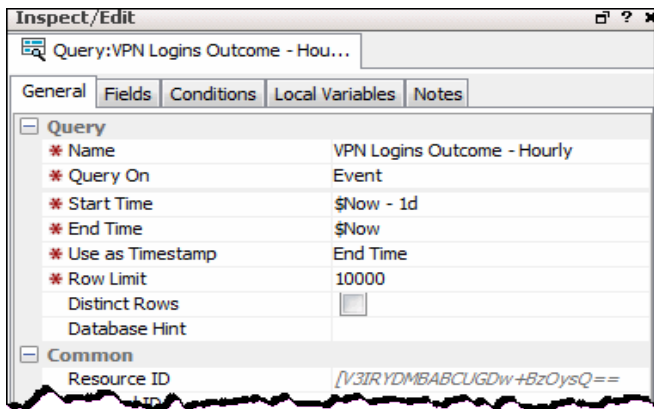 Inspect/Edit
Query:VPN Logins Outcome - Hou...
General Fields Conditions Local Variables Notes
Query
* Name VPN Logins Outcome - Hourly
* Query On Event
* Start Time $Now - 1d
* End Time $Now
* Use as Timestamp End Time
* Row Limit 10000
Distinct Rows
Database Hint
Common
Resource ID [V3IRYDMBABCUGDw+BzOysQ==